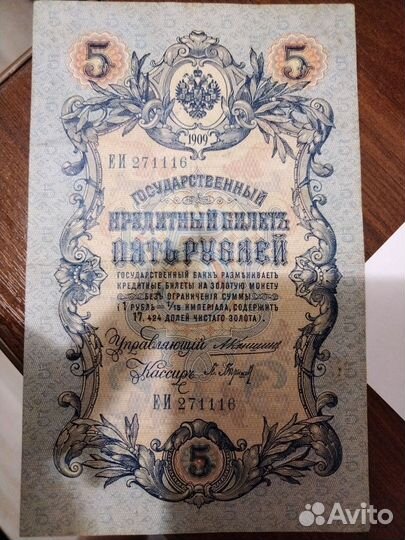 5 5
1909
ЕИ 271116
ГОСУДАРСТВЕННЫЙ
КРЕДИТНЫЙ БИЛЕТЪ
ПЯТЬ РУБЛЕЙ
ГОСУДАРСТВЕННЫЙ БАНКЪ РАЗМѢНИВАЕТЪ
КРЕДИТНЫЕ БИЛЕТЫ НА ЗОЛОТУЮ МОНЕТУ
БЕЗЪ ОГРАНИЧЕНІЯ СУММЫ
(1 РУБЛЬ = 1/15 ИМПЕРІАЛА, СОДЕРЖИТЪ
17,424 ДОЛЕЙ ЧИСТАГО ЗОЛОТА).
Управляющій
Кассиръ
ЕИ 271116
5
Avito